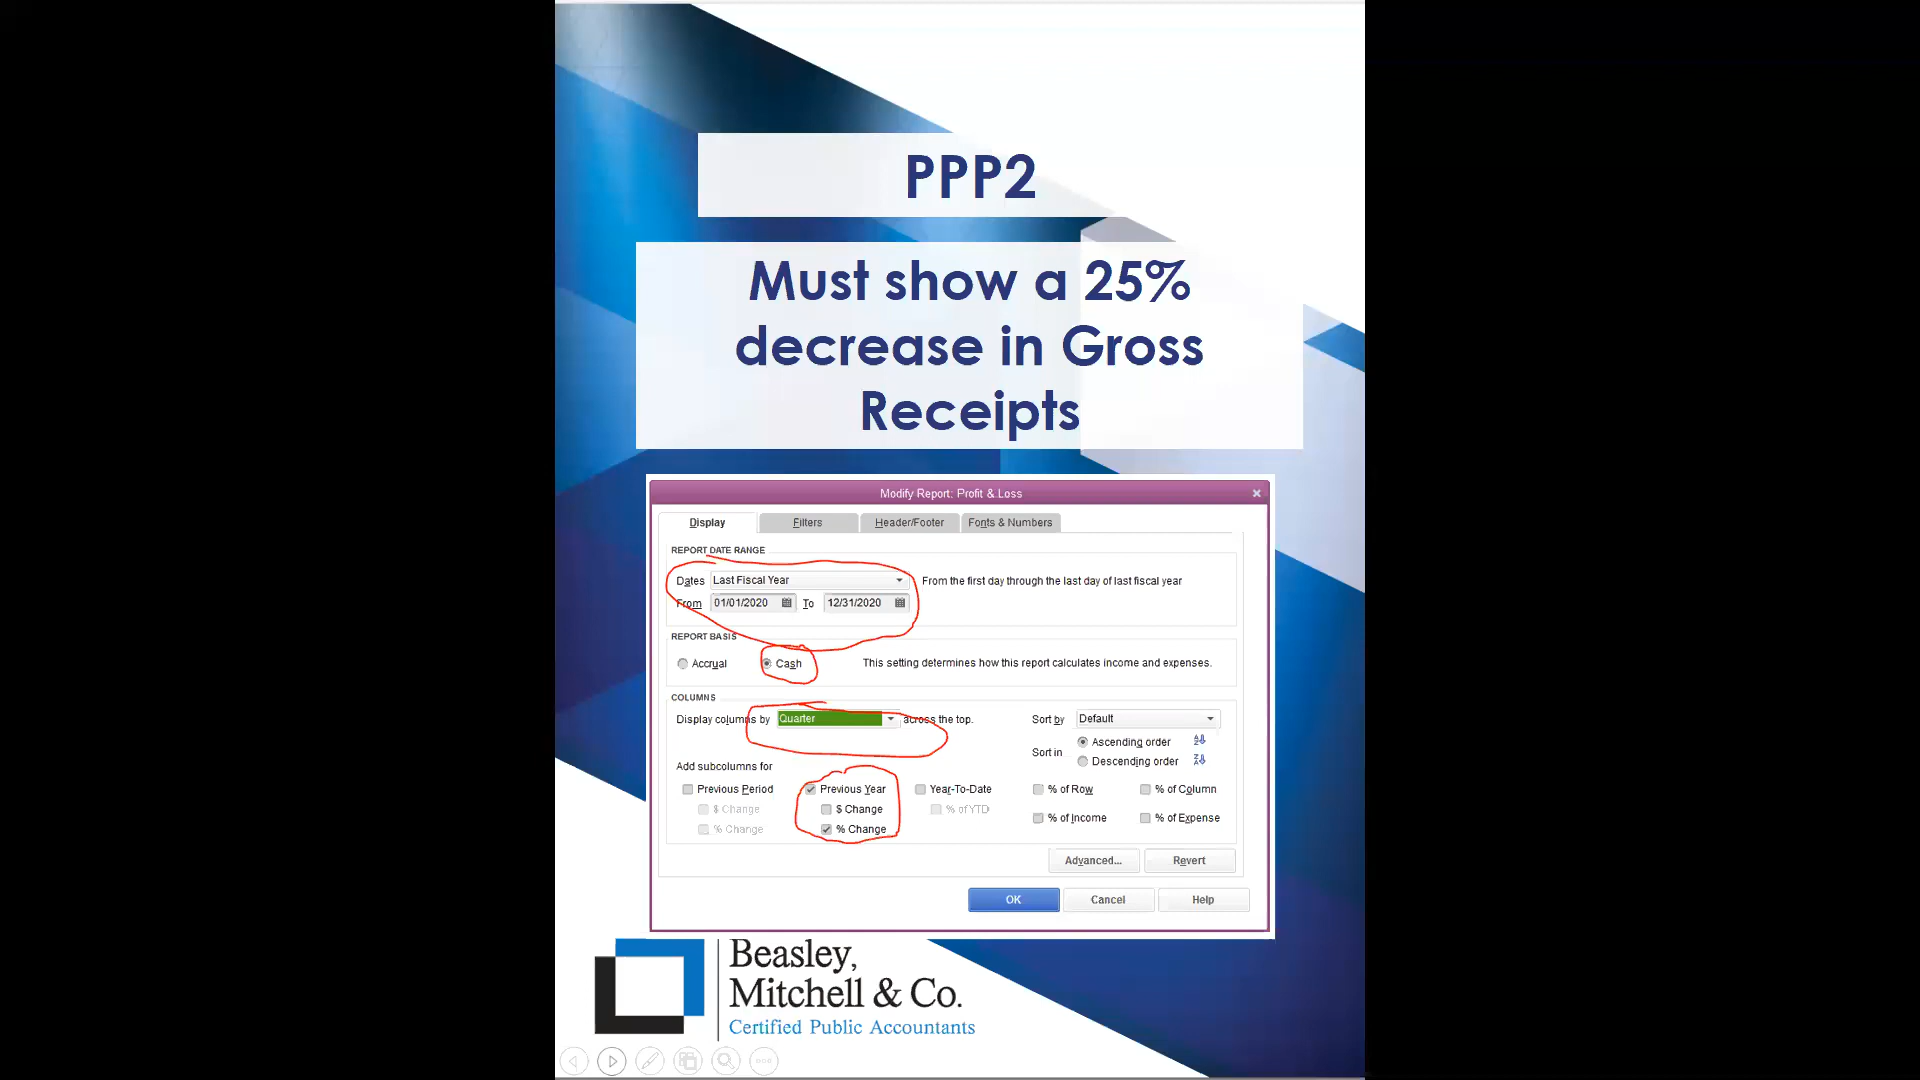 PPP2
Must show a 25%
decrease in Gross
Receipts
Modify Report: Profit & Loss
Display Filters Header/Footer Fonts & Numbers
REPORT DATE RANGE
Dates Last Fiscal Year From the first day through the last day of last fiscal year
From 01/01/2020 To 12/31/2020
REPORT BASIS
Accrual Cash This setting determines how this report calculates income and expenses.
COLUMNS
Display columns by Quarter across the top. Sort by Default
Sort in Ascending order
Descending order
Add subcolumns for
Previous Period Previous Year Year-To-Date % of Row % of Column
$ Change $ Change % of YTD
% Change % Change % of Income % of Expense
Advanced... Revert
OK Cancel Help
Beasley,
Mitchell & Co.
Certified Public Accountants